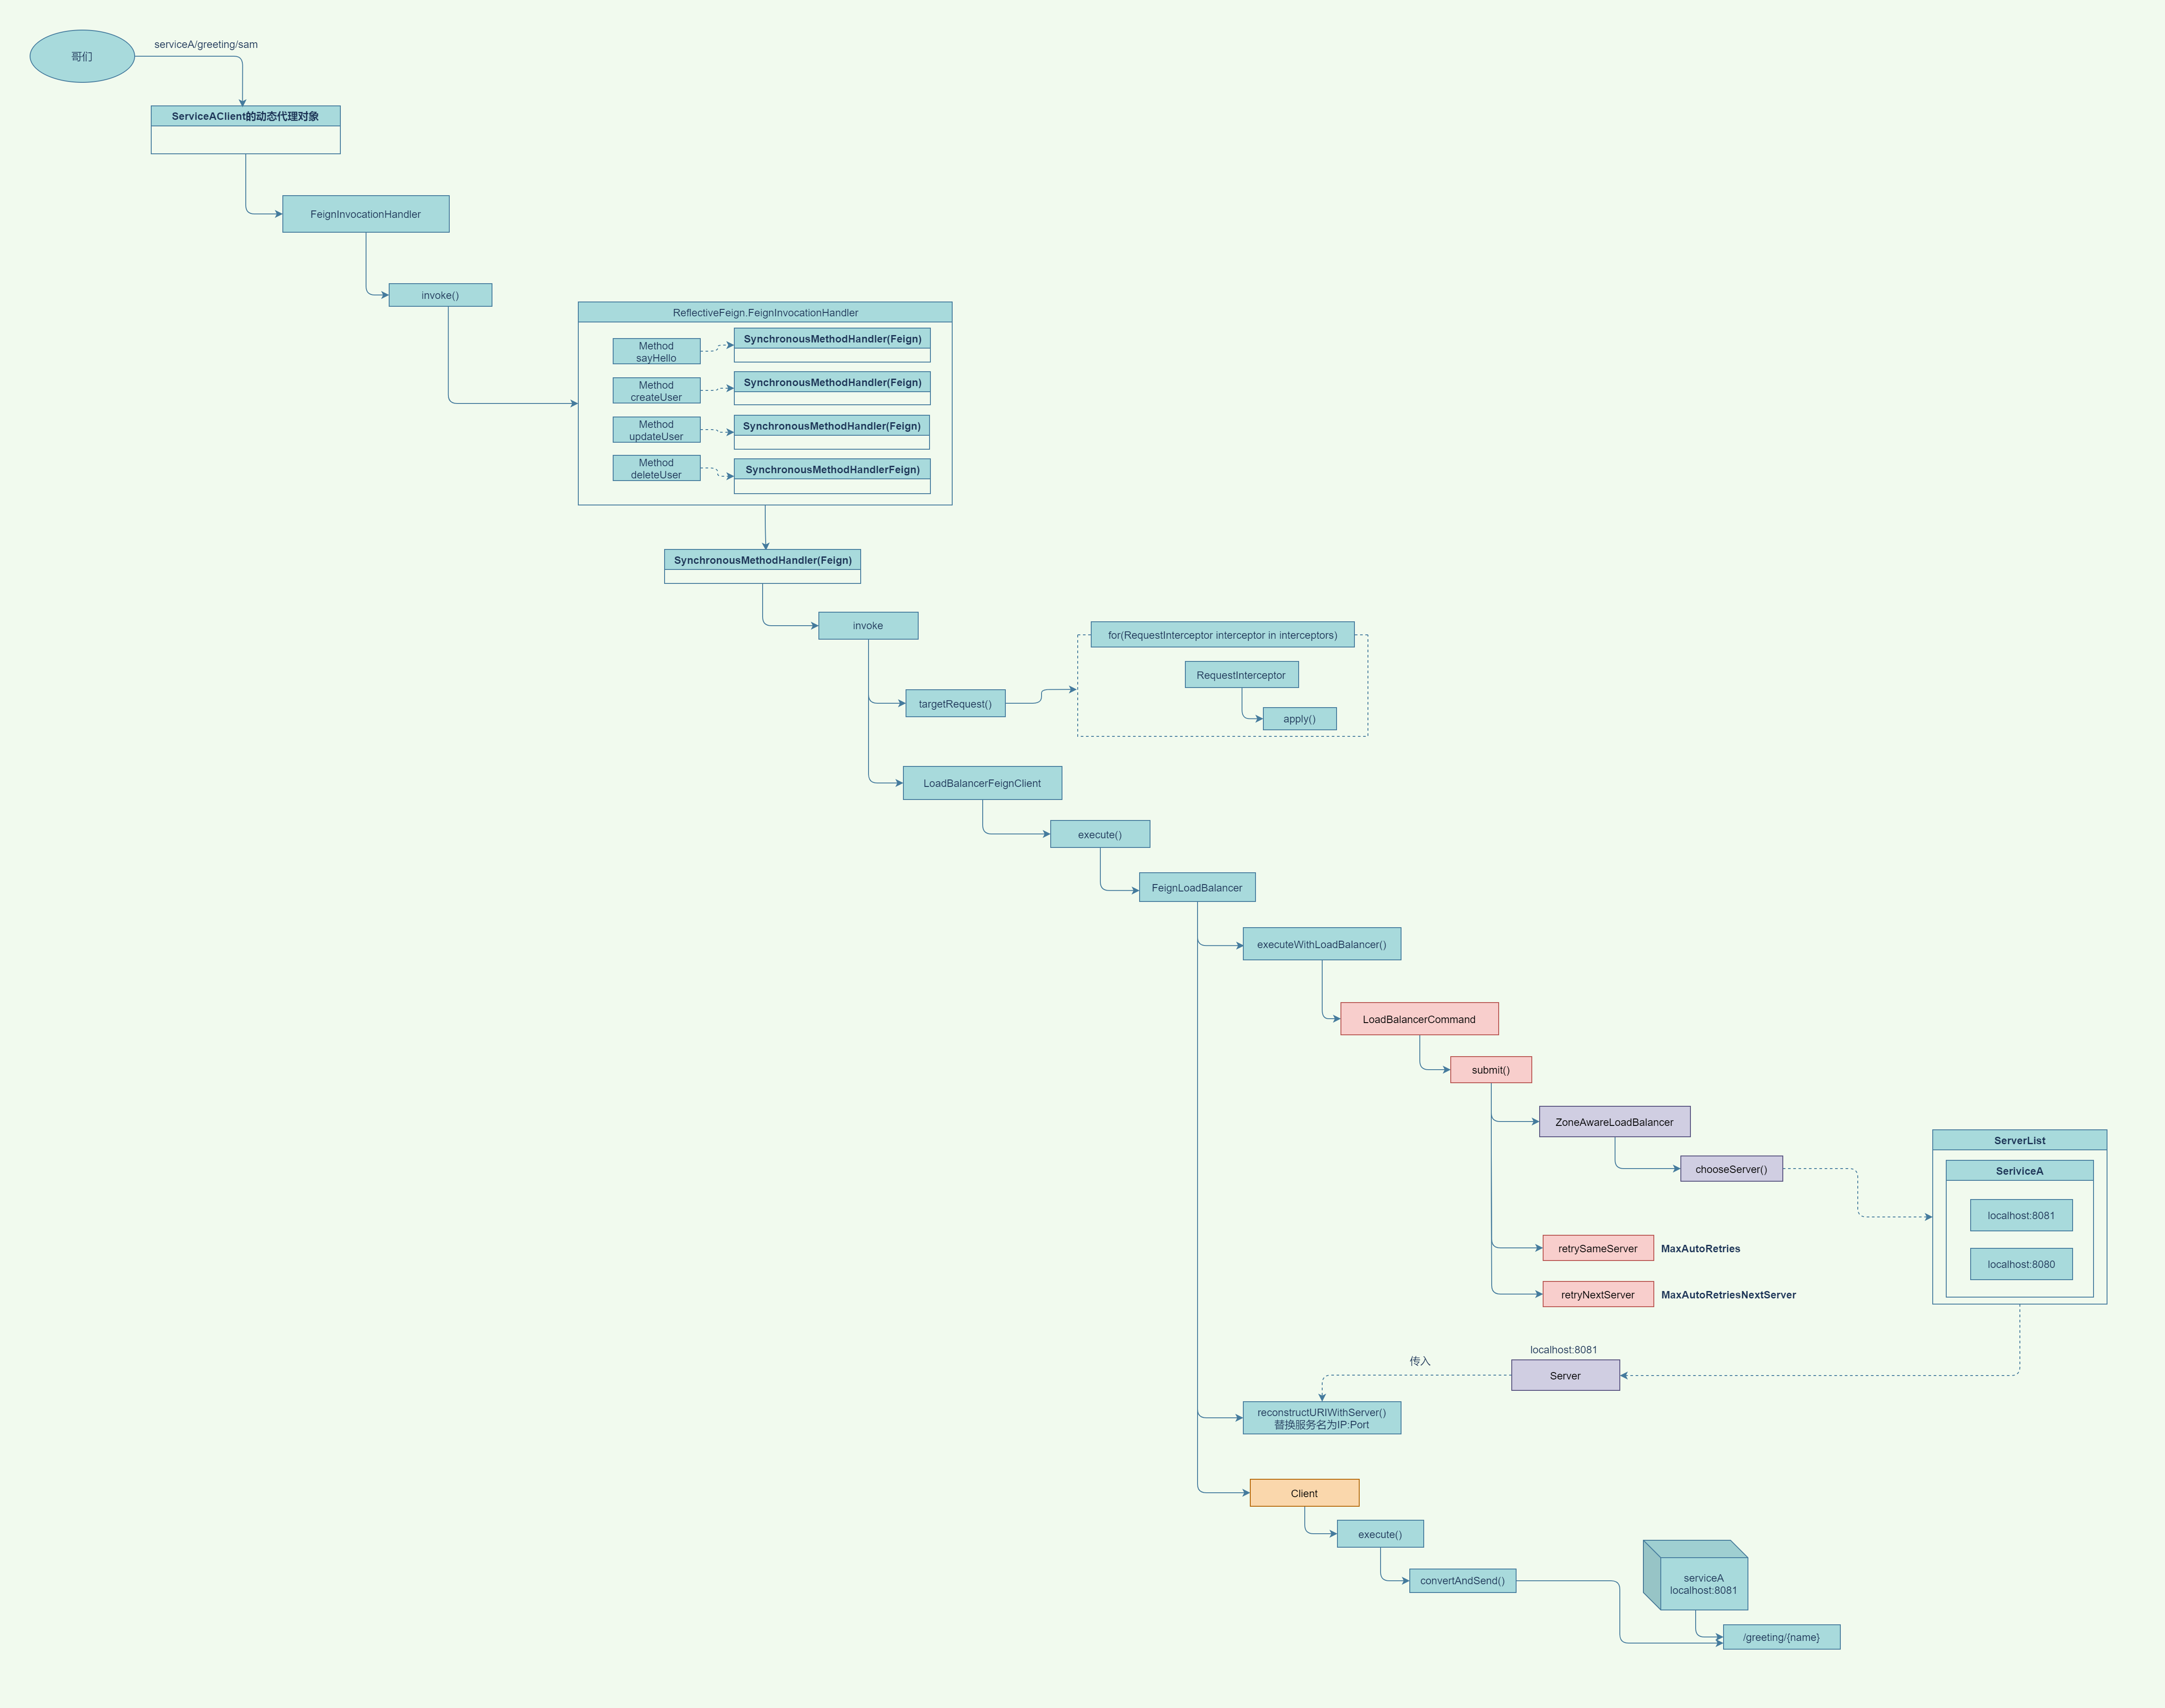 哥们
serviceA/greeting/sam
ServiceAClient的动态代理对象
FeignInvocationHandler
invoke()
ReflectiveFeign.FeignInvocationHandler
Method
sayHello
SynchronousMethodHandler(Feign)
Method
createUser
SynchronousMethodHandler(Feign)
Method
updateUser
SynchronousMethodHandler(Feign)
Method
deleteUser
SynchronousMethodHandlerFeign)
SynchronousMethodHandler(Feign)
invoke
for(RequestInterceptor interceptor in interceptors)
RequestInterceptor
targetRequest()
apply()
LoadBalancerFeignClient
execute()
FeignLoadBalancer
executeWithLoadBalancer()
LoadBalancerCommand
submit()
ZoneAwareLoadBalancer
chooseServer()
ServerList
SeriviceA
localhost:8081
localhost:8080
retrySameServer
MaxAutoRetries
retryNextServer
MaxAutoRetriesNextServer
localhost:8081
传入
Server
reconstructURIWithServer()
替换服务名为IP:Port
Client
execute()
convertAndSend()
serviceA
localhost:8081
/greeting/{name}